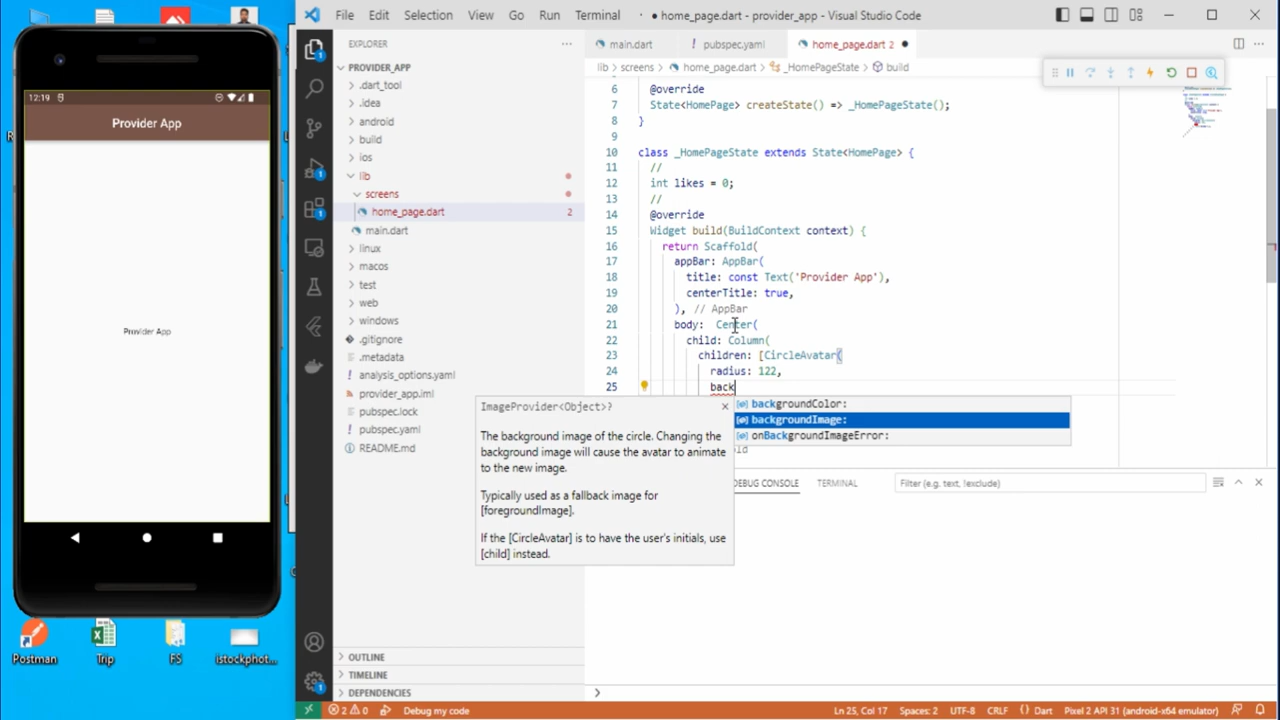 File Edit Selection View Go Run Terminal · ● home_page.dart - provider_app - Visual Studio Code
EXPLORER ···
main.dart
pubspec.yaml
home_page.dart 2 ●
PROVIDER_APP
lib > screens > home_page.dart > _HomePageState > build
.dart_tool
.idea
android
build
ios
lib
screens
home_page.dart 2
main.dart
linux
macos
test
web
windows
.gitignore
.metadata
analysis_options.yaml
provider_app.iml
pubspec.lock
pubspec.yaml
README.md
OUTLINE
TIMELINE
DEPENDENCIES
12:19
Provider App
Provider App
Postman
Trip
FS
istockphot...
6 @override
7 State<HomePage> createState() => _HomePageState();
8 }
9
10 class _HomePageState extends State<HomePage> {
11 //
12 int likes = 0;
13 //
14 @override
15 Widget build(BuildContext context) {
16 return Scaffold(
17 appBar: AppBar(
18 title: const Text('Provider App'),
19 centerTitle: true,
20 ), // AppBar
21 body: Center(
22 child: Column(
23 children: [CircleAvatar(
24 radius: 122,
25 back
backgroundColor:
backgroundImage:
onBackgroundImageError:
ImageProvider<Object>? ×
The background image of the circle. Changing the
background image will cause the avatar to animate
to the new image.
Typically used as a fallback image for
[foregroundImage].
If the [CircleAvatar] is to have the user's initials, use
[child] instead.
DEBUG CONSOLE TERMINAL Filter (e.g. text, !exclude)
2 0 Debug my code Ln 25, Col 17 Spaces: 2 UTF-8 CRLF {} Dart Pixel 2 API 31 (android-x64 emulator)